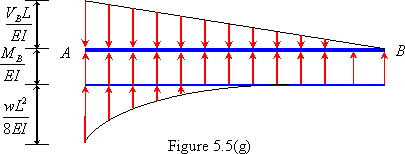 V_B L
EI
A
B
M_B
EI
wL²
8EI
Figure 5.5(g)